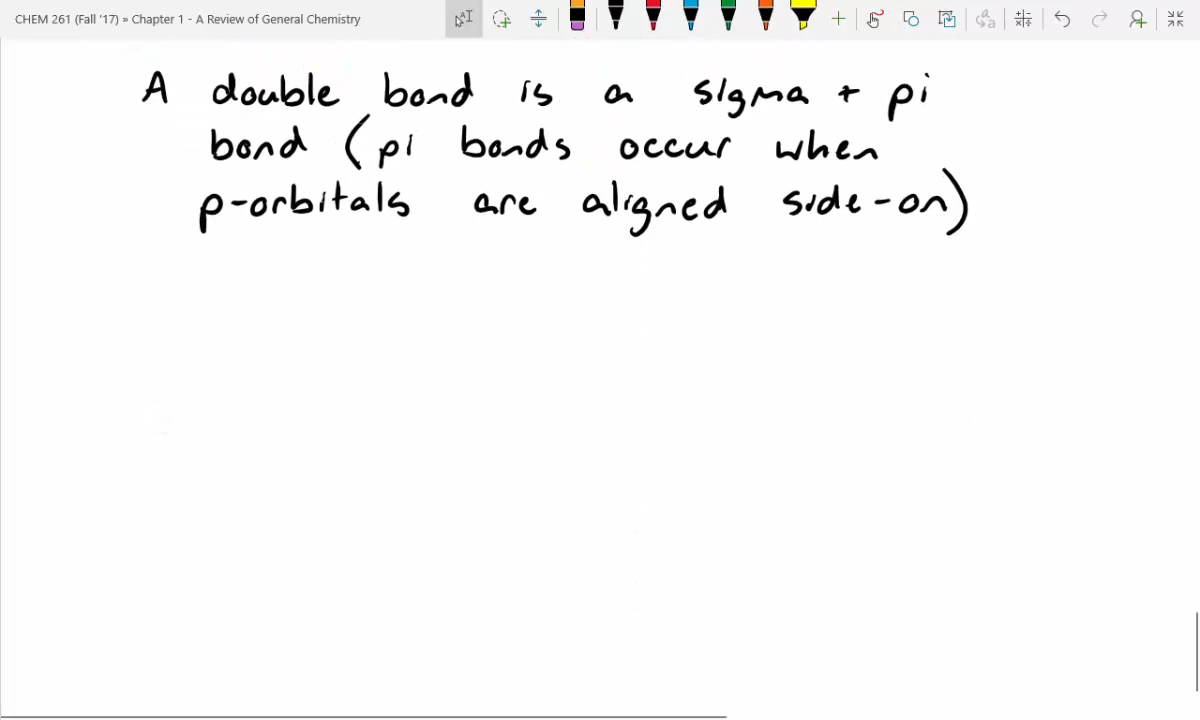 CHEM 261 (Fall '17) » Chapter 1 - A Review of General Chemistry
A double bond is a sigma + pi
bond (pi bonds occur when
p-orbitals are aligned side-on)